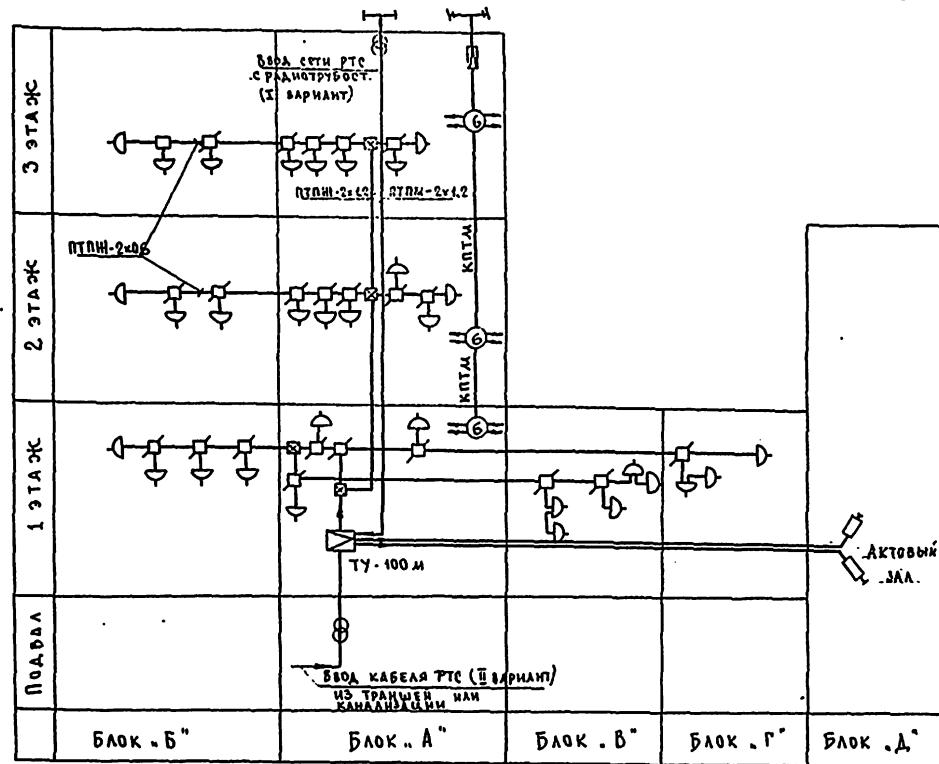 ВВОД СЕТИ РТС
С РАДИОТРУБОСТ.
(I ВАРИАНТ)
3 ЭТАЖ
6
ПТПЖ-2х1.2
ПТПЖ-2х1.2
ПТПЖ-2х0.6
КПТМ
2 ЭТАЖ
6
КПТМ
6
1 ЭТАЖ
ТУ-100М
АКТОВЫЙ
ЗАЛ.
ПОДВАЛ
ВВОД КАБЕЛЯ РТС (II ВАРИАНТ)
ИЗ ТРАНШЕИ ИЛИ
КАНАЛИЗАЦИИ
БЛОК „Б"
БЛОК „А"
БЛОК „В"
БЛОК „Г"
БЛОК „Д"